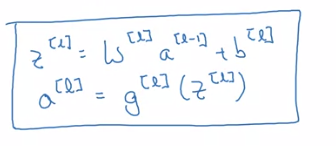 z^[l] = W^[l] a^[l-1] + b^[l]
a^[l] = g^[l] (z^[l])